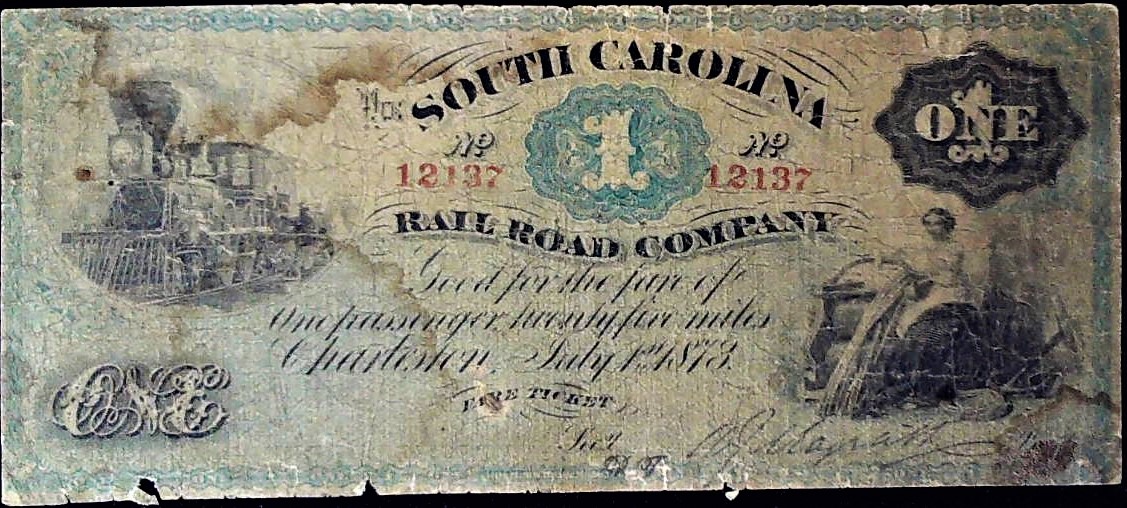 The SOUTH CAROLINA
ONE
1
No No
12137 12137
RAIL ROAD COMPANY
Good for the fare of
One passenger twenty five miles
Charleston, July 1st 1873.
ONE
FARE TICKET
Secy